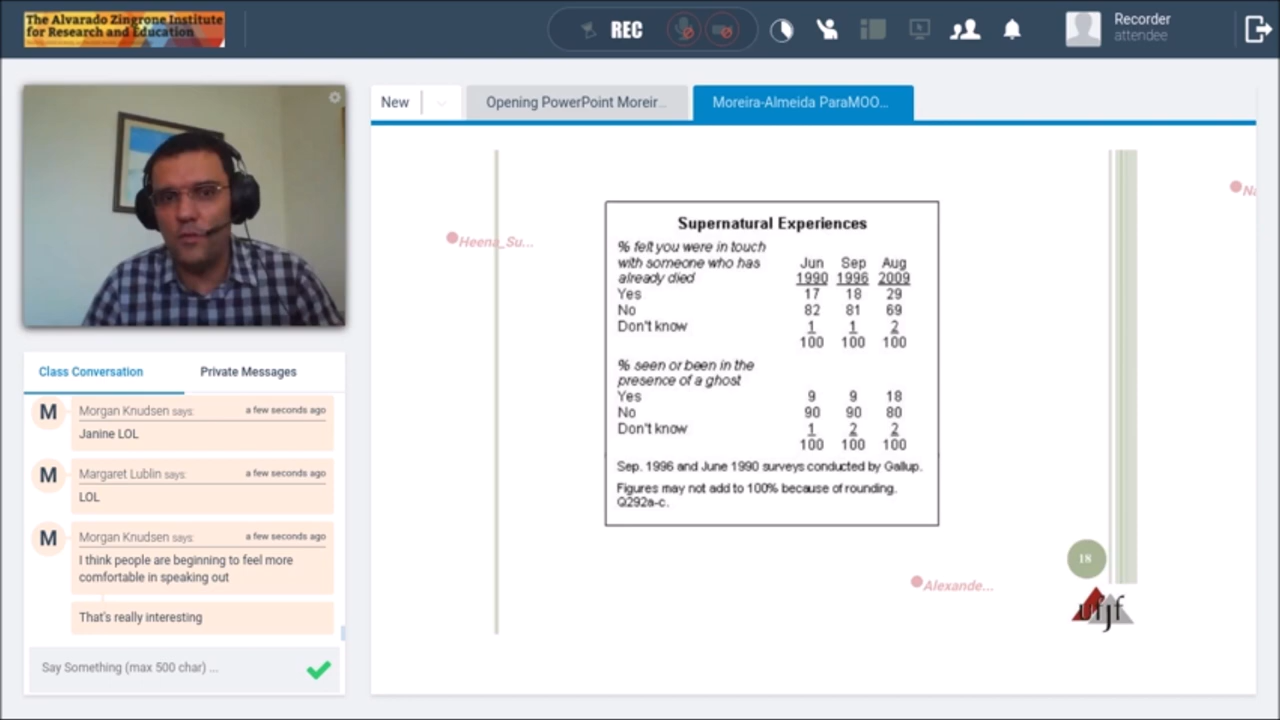 The Alvarado Zingrone Institute
for Research and Education
REC
Recorder
attendee
New
Opening PowerPoint Moreir...
Moreira-Almeida ParaMOO...
Heena_Su...
Na
Supernatural Experiences
% felt you were in touch
with someone who has
already died
Jun Sep Aug
1990 1996 2009
Yes 17 18 29
No 82 81 69
Don't know 1 1 2
100 100 100
% seen or been in the
presence of a ghost
Yes 9 9 18
No 90 90 80
Don't know 1 2 2
100 100 100
Sep. 1996 and June 1990 surveys conducted by Gallup.
Figures may not add to 100% because of rounding.
Q292a-c.
18
Alexande...
ufjf
Class Conversation
Private Messages
M
Morgan Knudsen says: a few seconds ago
Janine LOL
M
Margaret Lublin says: a few seconds ago
LOL
M
Morgan Knudsen says: a few seconds ago
I think people are beginning to feel more
comfortable in speaking out
That's really interesting
Say Something (max 500 char) ...